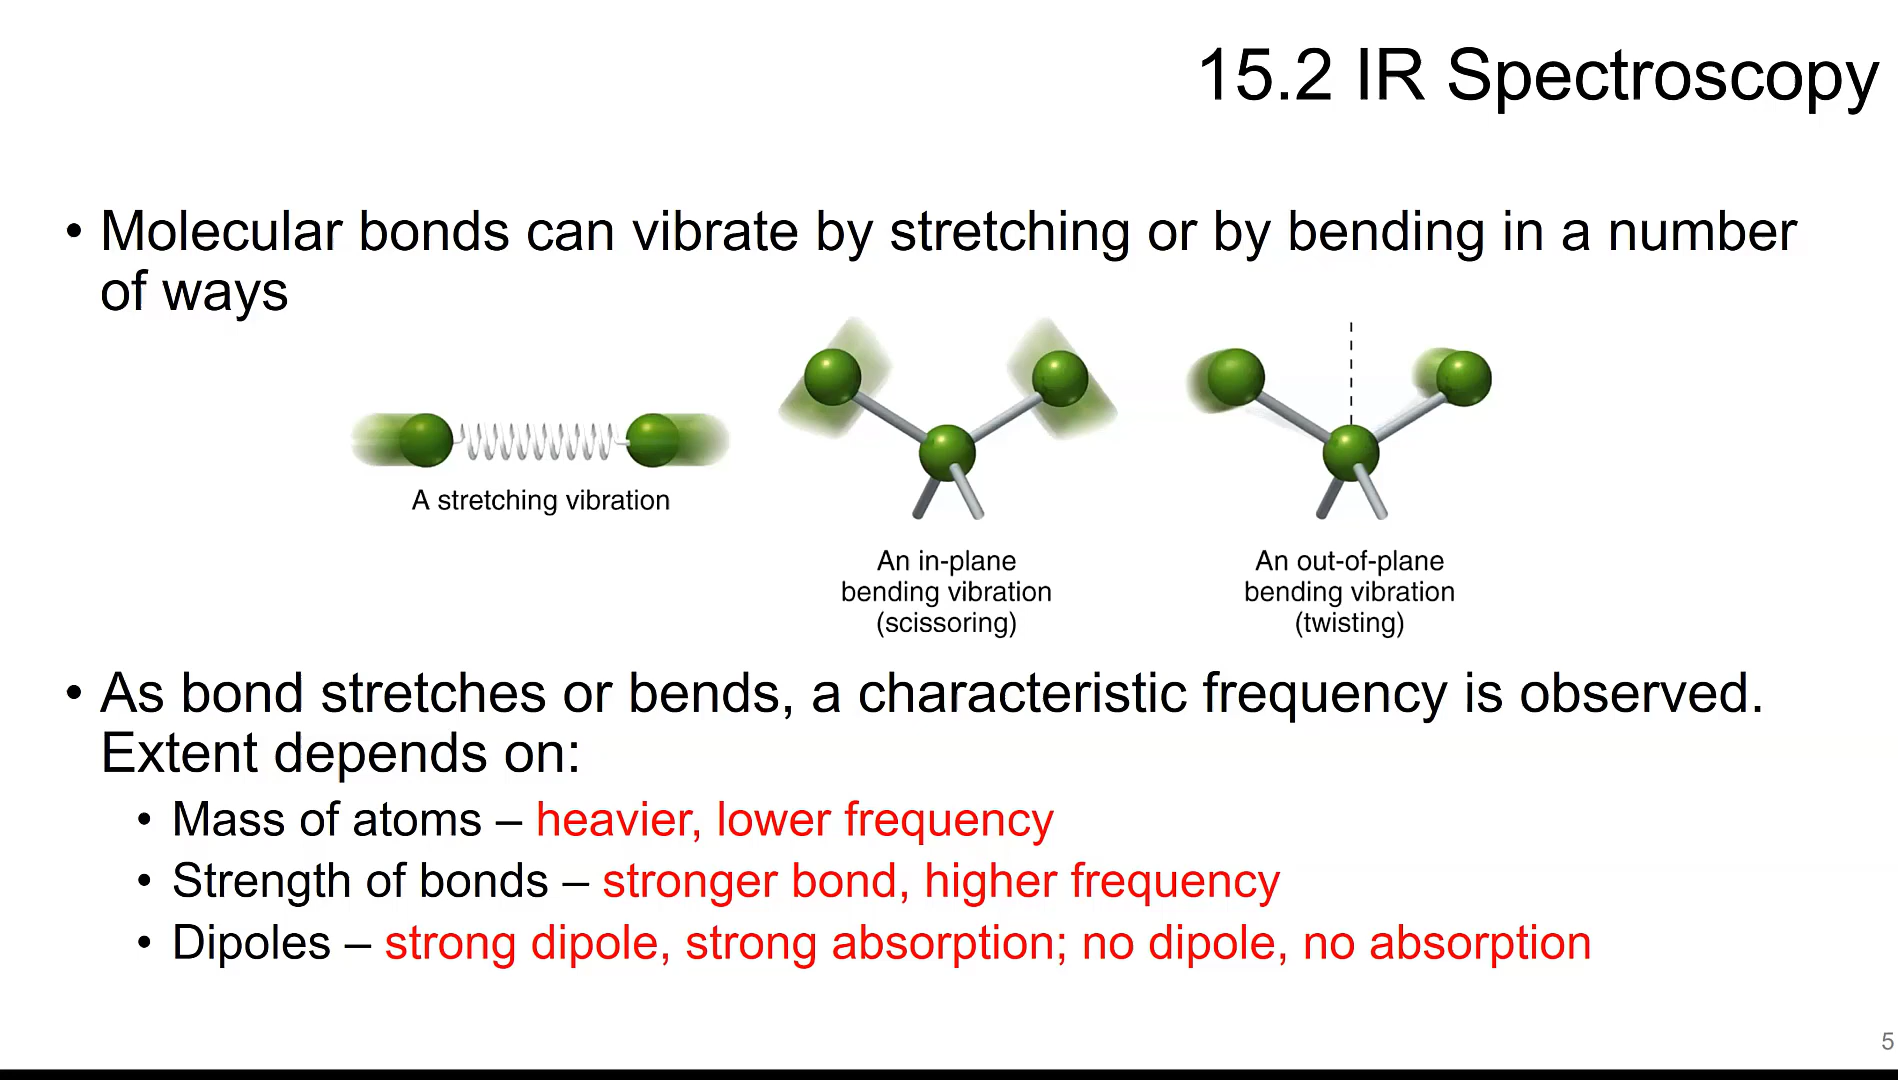 15.2 IR Spectroscopy
• Molecular bonds can vibrate by stretching or by bending in a number
of ways
A stretching vibration
An in-plane
bending vibration
(scissoring)
An out-of-plane
bending vibration
(twisting)
• As bond stretches or bends, a characteristic frequency is observed.
Extent depends on:
• Mass of atoms – heavier, lower frequency
• Strength of bonds – stronger bond, higher frequency
• Dipoles – strong dipole, strong absorption; no dipole, no absorption
5